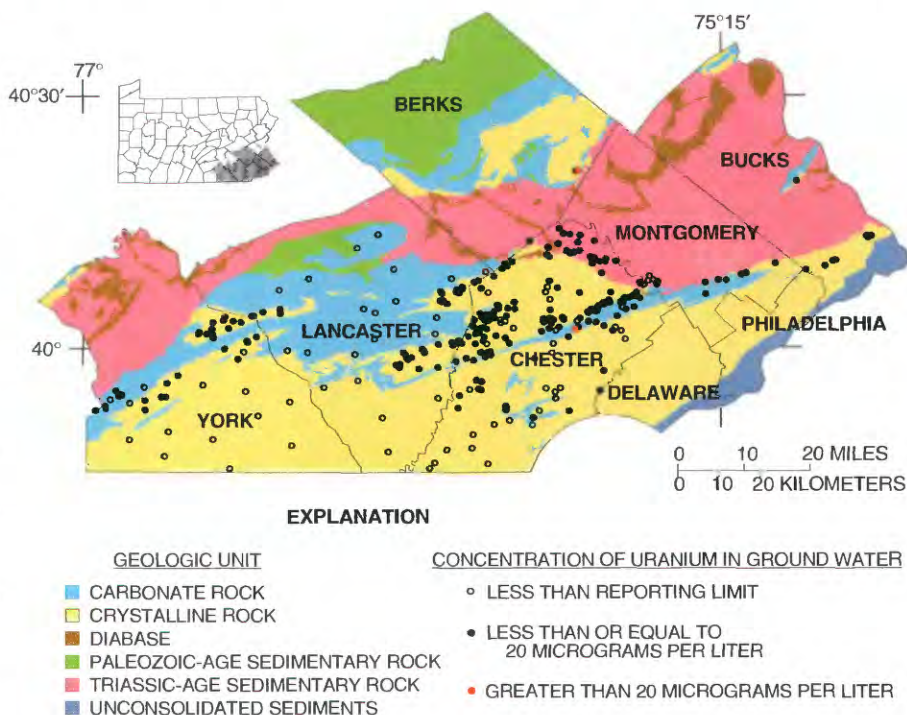 75°15'
77°
40°30'
BERKS
BUCKS
MONTGOMERY
LANCASTER
PHILADELPHIA
40°
CHESTER
DELAWARE
YORK
0 10 20 MILES
0 10 20 KILOMETERS
EXPLANATION
GEOLOGIC UNIT
CARBONATE ROCK
CRYSTALLINE ROCK
DIABASE
PALEOZOIC-AGE SEDIMENTARY ROCK
TRIASSIC-AGE SEDIMENTARY ROCK
UNCONSOLIDATED SEDIMENTS
CONCENTRATION OF URANIUM IN GROUND WATER
LESS THAN REPORTING LIMIT
LESS THAN OR EQUAL TO
20 MICROGRAMS PER LITER
GREATER THAN 20 MICROGRAMS PER LITER